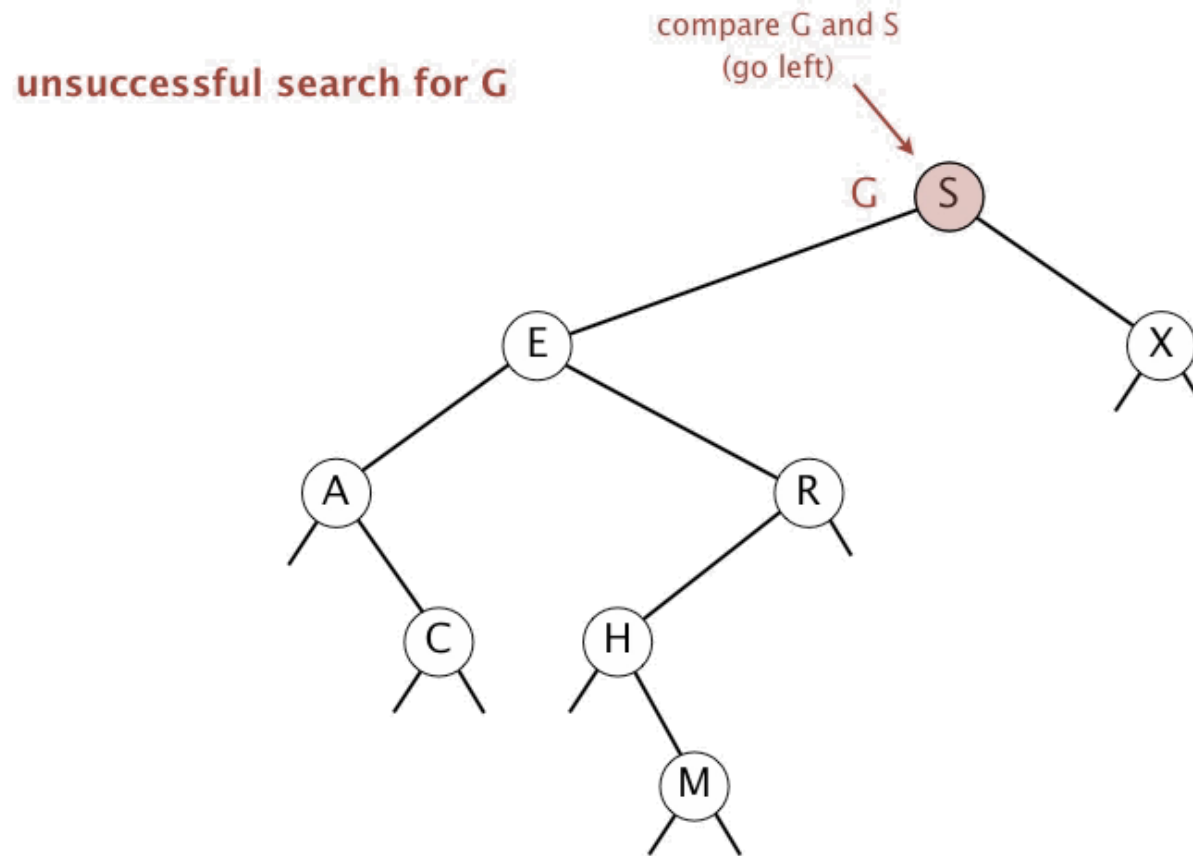 compare G and S
(go left)
unsuccessful search for G
G
S
E
X
A
R
C
H
M